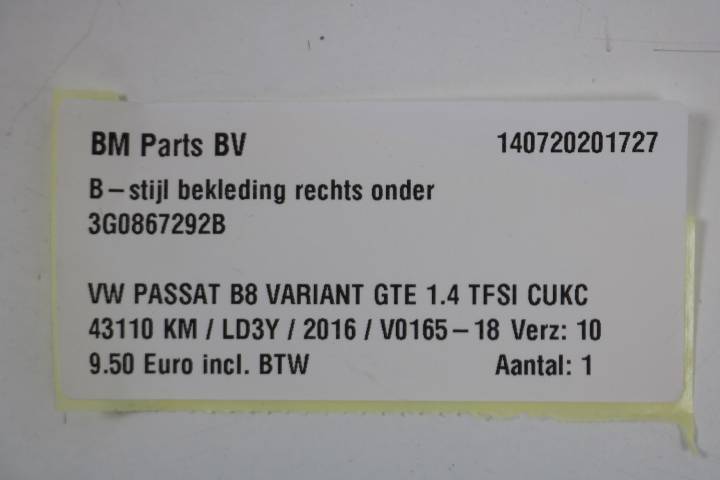 BM Parts BV 140720201727
B-stijl bekleding rechts onder
3G0867292B
VW PASSAT B8 VARIANT GTE 1.4 TFSI CUKC
43110 KM / LD3Y / 2016 / V0165-18 Verz: 10
9.50 Euro incl. BTW Aantal: 1